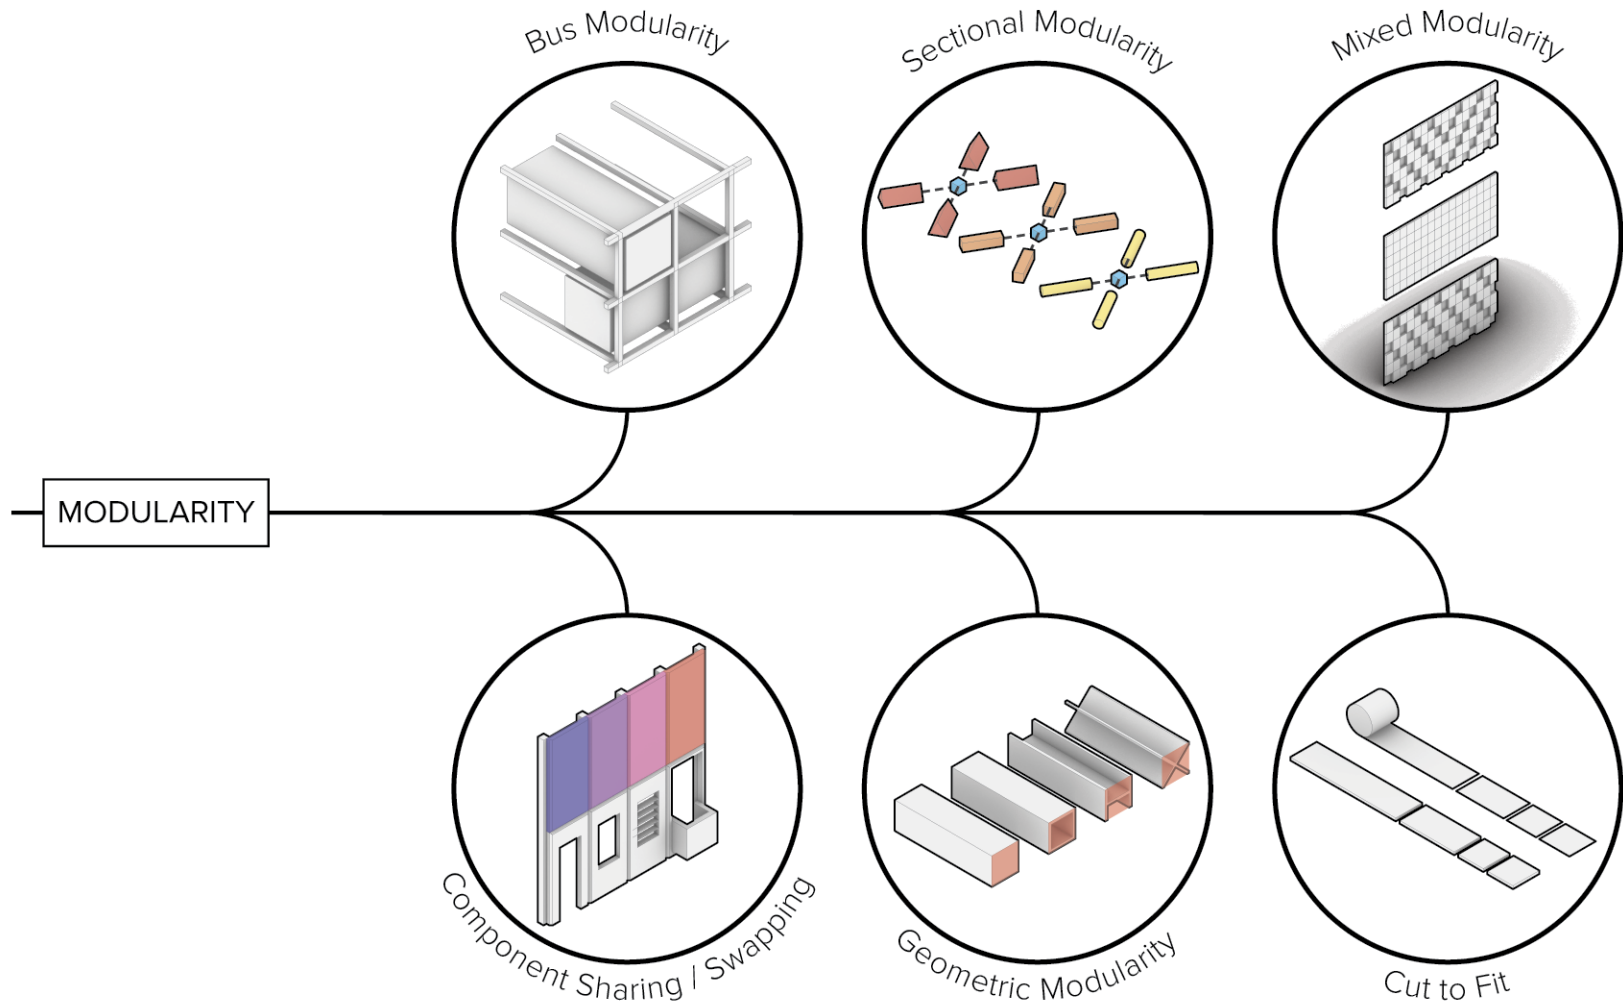 Bus Modularity
Sectional Modularity
Mixed Modularity
MODULARITY
Component Sharing / Swapping
Geometric Modularity
Cut to Fit